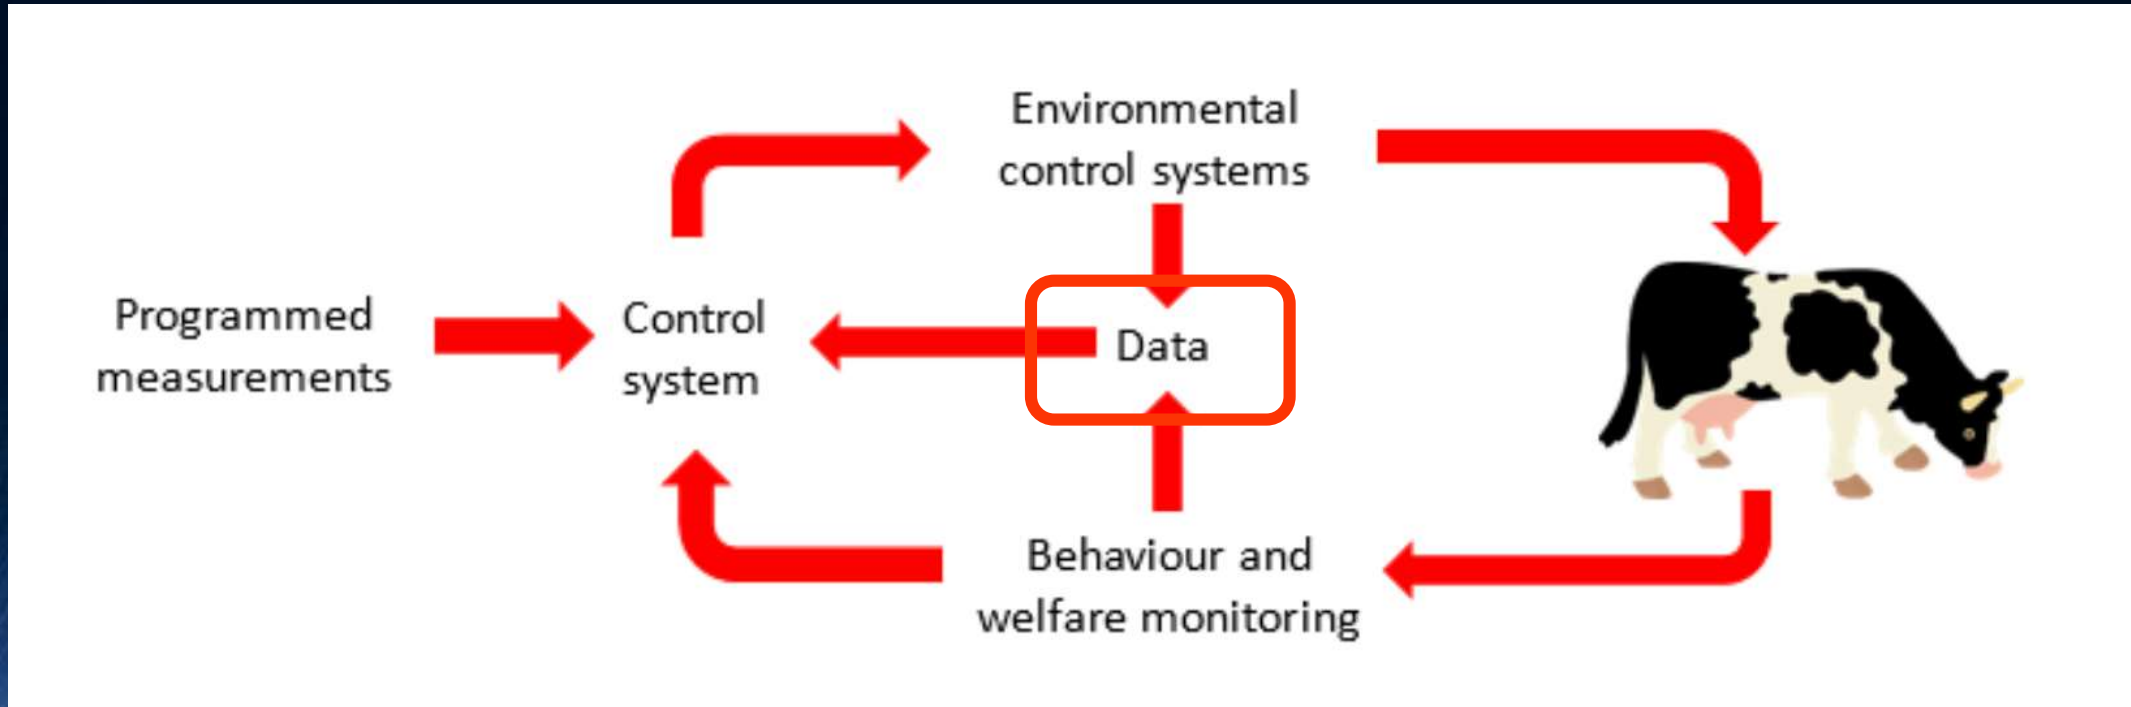 Environmental
control systems
Programmed
measurements
Control
system
Data
Behaviour and
welfare monitoring